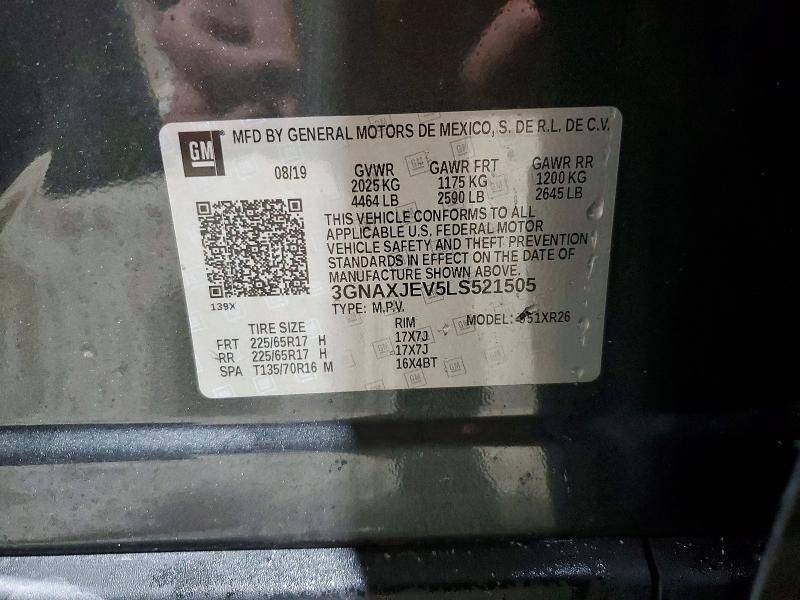 GM
MFD BY GENERAL MOTORS DE MEXICO, S. DE R.L. DE C.V.
08/19 GVWR GAWR FRT GAWR RR
2025 KG 1175 KG 1200 KG
4464 LB 2590 LB 2645 LB
THIS VEHICLE CONFORMS TO ALL
APPLICABLE U.S. FEDERAL MOTOR
VEHICLE SAFETY AND THEFT PREVENTION
STANDARDS IN EFFECT ON THE DATE OF
MANUFACTURE SHOWN ABOVE.
3GNAXJEV5LS521505
139X TYPE: M.P.V. MODEL:
TIRE SIZE RIM
FRT 225/65R17 H 17X7J
RR 225/65R17 H 17X7J
SPA T135/70R16 M 16X4BT